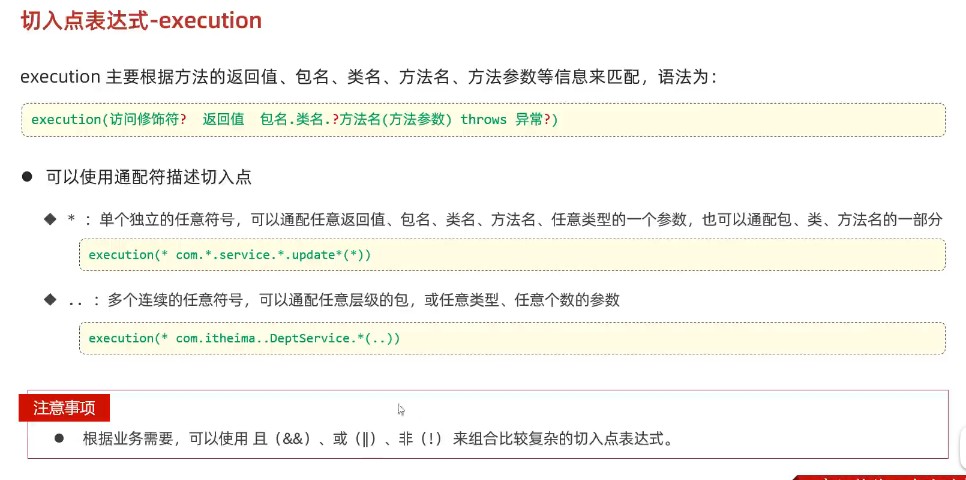 切入点表达式-execution
execution 主要根据方法的返回值、包名、类名、方法名、方法参数等信息来匹配，语法为：
execution(访问修饰符?  返回值  包名.类名.?方法名(方法参数) throws 异常?)
● 可以使用通配符描述切入点
◆ * ：单个独立的任意符号，可以通配任意返回值、包名、类名、方法名、任意类型的一个参数，也可以通配包、类、方法名的一部分
execution(* com.*.service.*.update*(*))
◆ .. ：多个连续的任意符号，可以通配任意层级的包，或任意类型、任意个数的参数
execution(* com.itheima..DeptService.*(..))
注意事项
● 根据业务需要，可以使用 且（&&）、或（||）、非（!） 来组合比较复杂的切入点表达式。